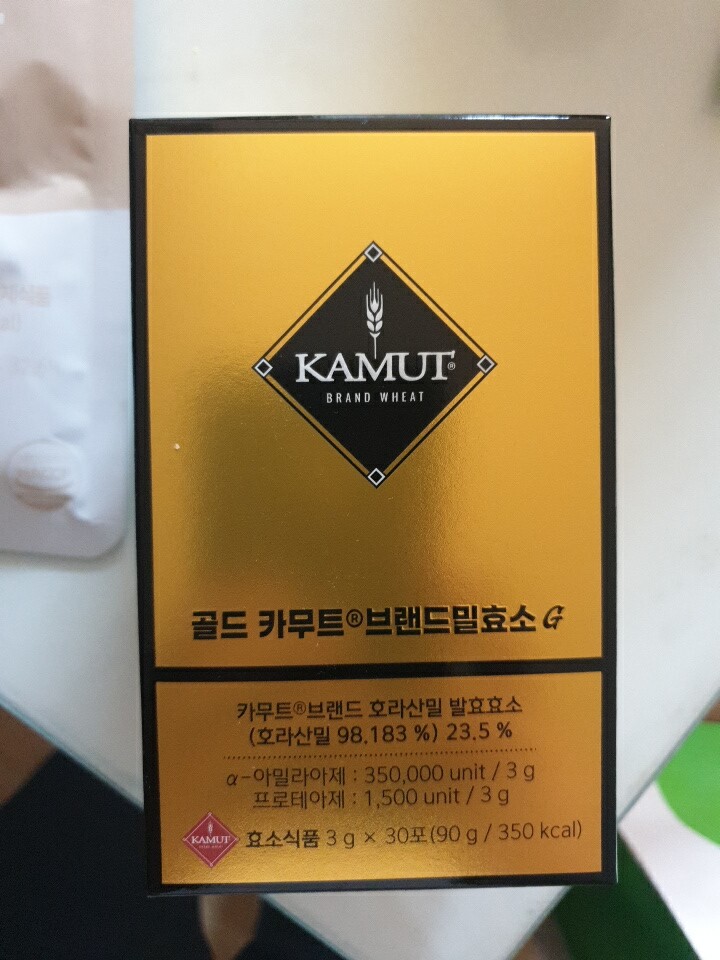 KAMUT®
BRAND WHEAT
골드 카무트®브랜드밀효소 G
카무트®브랜드 호라산밀 발효효소
(호라산밀 98.183 %) 23.5 %
α-아밀라아제 : 350,000 unit / 3 g
프로테아제 : 1,500 unit / 3 g
KAMUT
BRAND WHEAT
효소식품 3 g × 30포(90 g / 350 kcal)